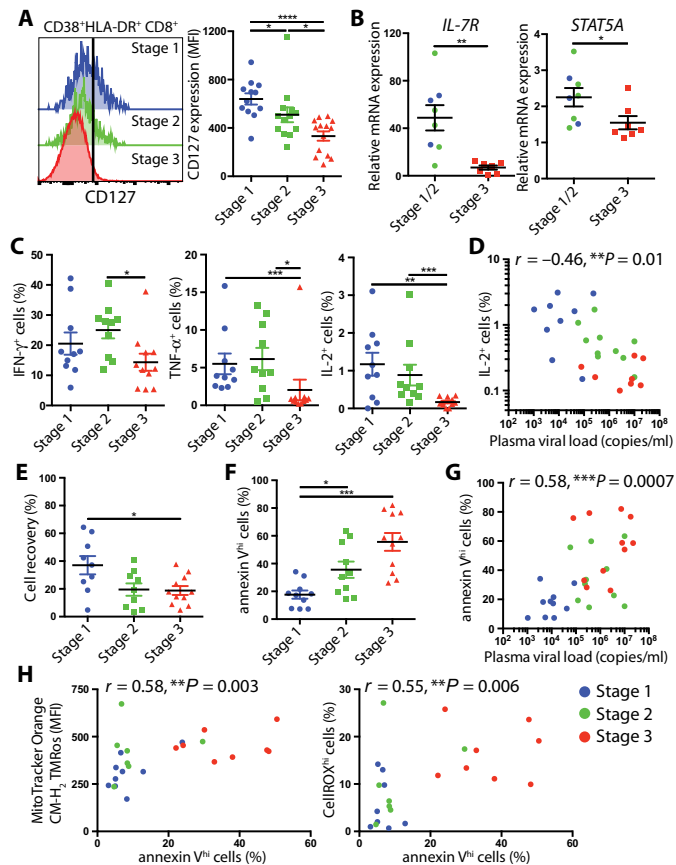 A
CD38⁺HLA-DR⁺ CD8⁺
Stage 1
Stage 2
Stage 3
CD127
CD127 expression (MFI)
1200
900
600
300
0
****
*
*
Stage 1
Stage 2
Stage 3
B
IL-7R
Relative mRNA expression
120
80
40
0
**
Stage 1/2
Stage 3
STAT5A
Relative mRNA expression
4
3
2
1
0
*
Stage 1/2
Stage 3
C
IFN-γ⁺ cells (%)
50
40
30
20
10
0
*
Stage 1
Stage 2
Stage 3
TNF-α⁺ cells (%)
20
15
10
5
0
*
***
Stage 1
Stage 2
Stage 3
IL-2⁺ cells (%)
4
3
2
1
0
***
**
Stage 1
Stage 2
Stage 3
D
r = –0.46, **P = 0.01
IL-2⁺ cells (%)
10
1
0.1
10² 10³ 10⁴ 10⁵ 10⁶ 10⁷ 10⁸
Plasma viral load (copies/ml)
E
Cell recovery (%)
100
80
60
40
20
0
*
Stage 1
Stage 2
Stage 3
F
annexin Vʰⁱ (%)
100
80
60
40
20
0
*
***
Stage 1
Stage 2
Stage 3
G
r = 0.58, ***P = 0.0007
annexin Vʰⁱ cells (%)
100
80
60
40
20
0
10² 10³ 10⁴ 10⁵ 10⁶ 10⁷ 10⁸
Plasma viral load (copies/ml)
H
r = 0.58, **P = 0.003
MitoTracker Orange
CM-H₂ TMRos (MFI)
750
500
250
0
0 20 40 60
annexin Vʰⁱ cells (%)
r = 0.55, **P = 0.006
CellROXʰⁱ cells (%)
30
20
10
0
0 20 40 60
annexin Vʰⁱ cells (%)
Stage 1
Stage 2
Stage 3